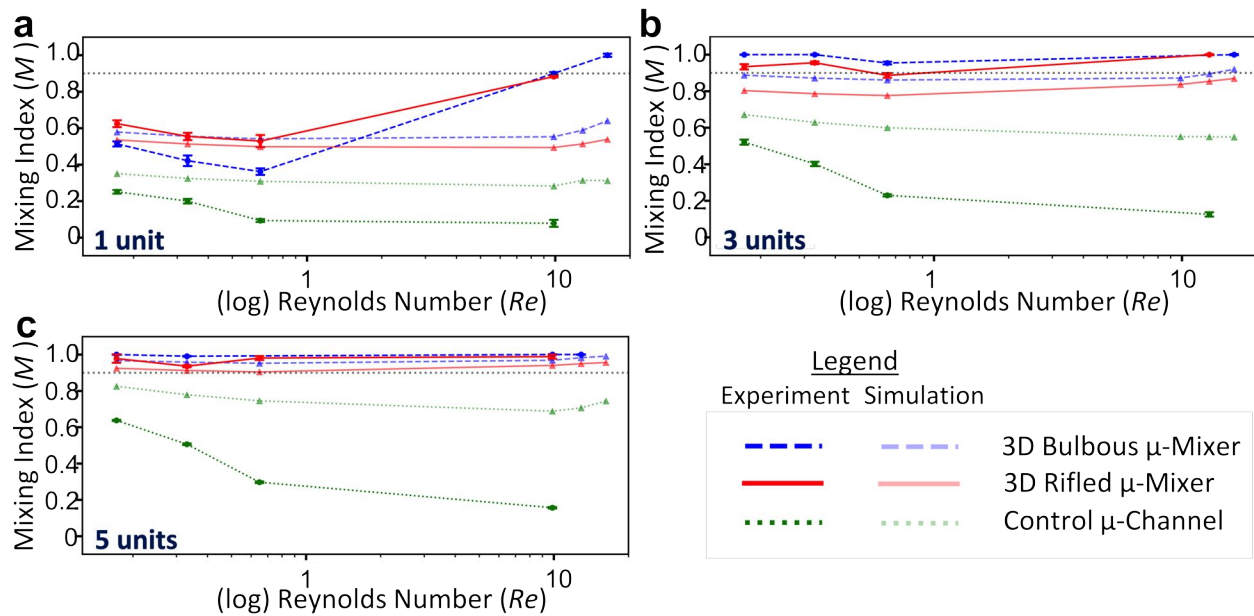 a
Mixing Index (M)
1.0
0.8
0.6
0.4
0.2
0
1 unit
1
10
(log) Reynolds Number (Re)
b
Mixing Index (M)
1.0
0.8
0.6
0.4
0.2
0
3 units
1
10
(log) Reynolds Number (Re)
c
Mixing Index (M)
1.0
0.8
0.6
0.4
0.2
0
5 units
1
10
(log) Reynolds Number (Re)
Legend
Experiment Simulation
3D Bulbous μ-Mixer
3D Rifled μ-Mixer
Control μ-Channel